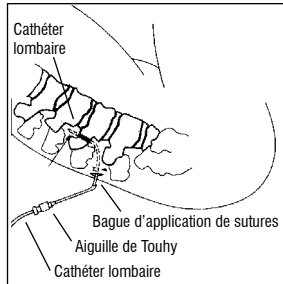 Cathéter
lombaire
Bague d'application de sutures
Aiguille de Touhy
Cathéter lombaire